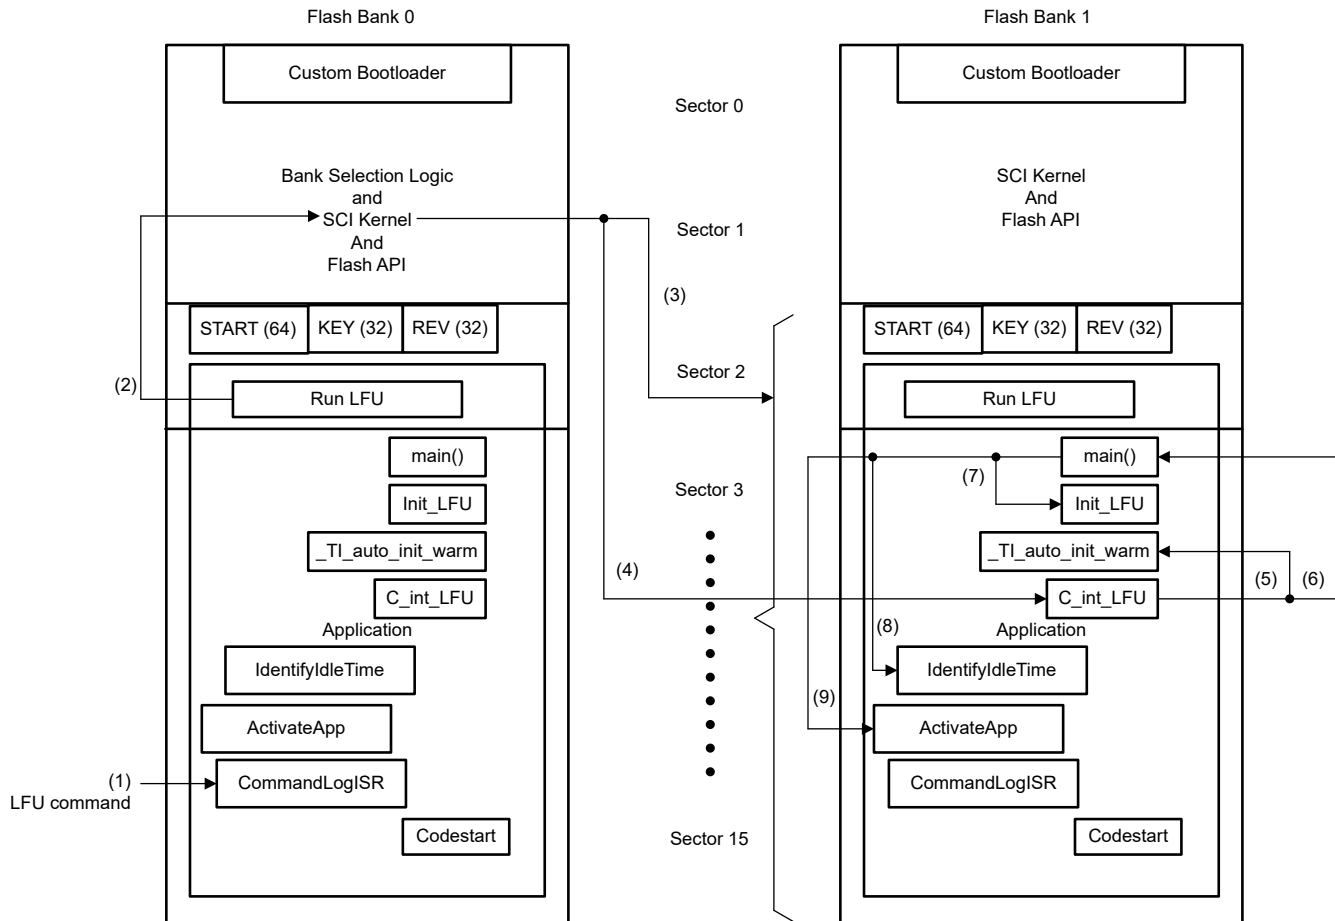 Flash Bank 0
Custom Bootloader
Bank Selection Logic
and
SCI Kernel
And
Flash API
START (64)
KEY (32)
REV (32)
(2)
Run LFU
main()
Init_LFU
_TI_auto_init_warm
C_int_LFU
Application
IdentifyIdleTime
ActivateApp
(1)
LFU command
CommandLogISR
Codestart
Sector 0
Sector 1
(3)
Sector 2
Sector 3
(4)
Sector 15
Flash Bank 1
Custom Bootloader
SCI Kernel
And
Flash API
START (64)
KEY (32)
REV (32)
Run LFU
main()
(7)
Init_LFU
_TI_auto_init_warm
C_int_LFU
(5)
(6)
(8)
Application
IdentifyIdleTime
(9)
ActivateApp
CommandLogISR
Codestart